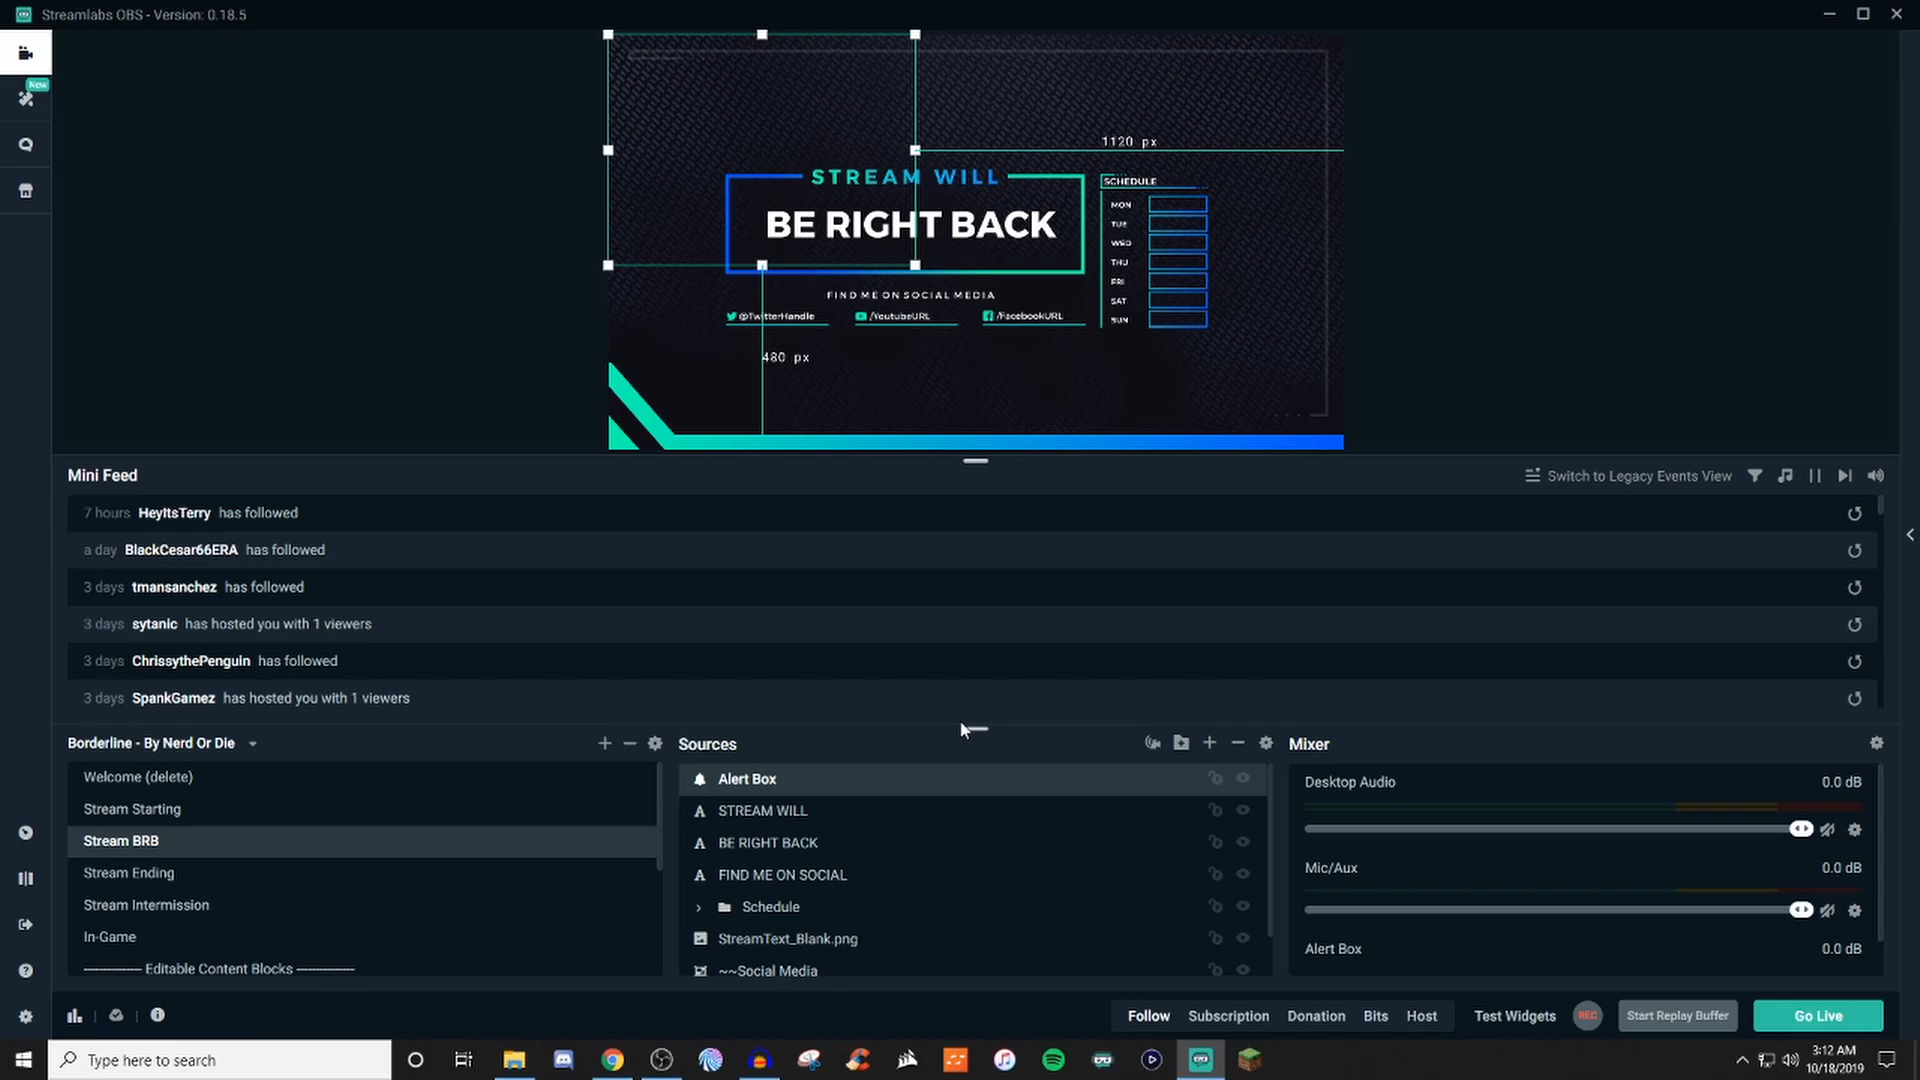 Streamlabs OBS - Version: 0.18.5
New
1120 px
STREAM WILL
BE RIGHT BACK
SCHEDULE
MON
TUE
WED
THU
FRI
SAT
SUN
FIND ME ON SOCIAL MEDIA
@TwitterHandle
/YoutubeURL
/FacebookURL
480 px
Mini Feed
Switch to Legacy Events View
7 hours HeyItsTerry has followed
a day BlackCesar66ERA has followed
3 days tmansanchez has followed
3 days sytanic has hosted you with 1 viewers
3 days ChrissythePenguin has followed
3 days SpankGamez has hosted you with 1 viewers
Borderline - By Nerd Or Die
Welcome (delete)
Stream Starting
Stream BRB
Stream Ending
Stream Intermission
In-Game
-------------- Editable Content Blocks --------------
Sources
Alert Box
STREAM WILL
BE RIGHT BACK
FIND ME ON SOCIAL
Schedule
StreamText_Blank.png
~~Social Media
Mixer
Desktop Audio 0.0 dB
Mic/Aux 0.0 dB
Alert Box 0.0 dB
Follow Subscription Donation Bits Host Test Widgets REC Start Replay Buffer Go Live
Type here to search
3:12 AM
10/18/2019